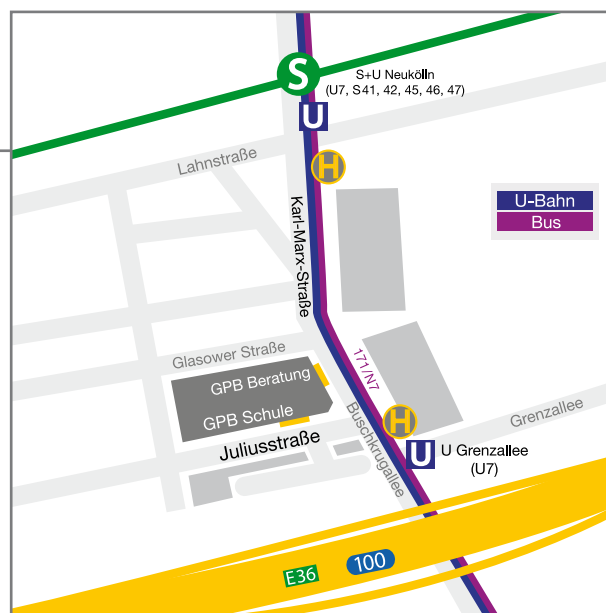 S
S+U Neukölln
(U7, S41, 42, 45, 46, 47)
U
Lahnstraße
H
U-Bahn
Bus
Karl-Marx-Straße
Glasower Straße
171/N7
GPB Beratung
GPB Schule
Juliusstraße
Buschkrugallee
H
Grenzallee
U
U Grenzallee
(U7)
E36
100